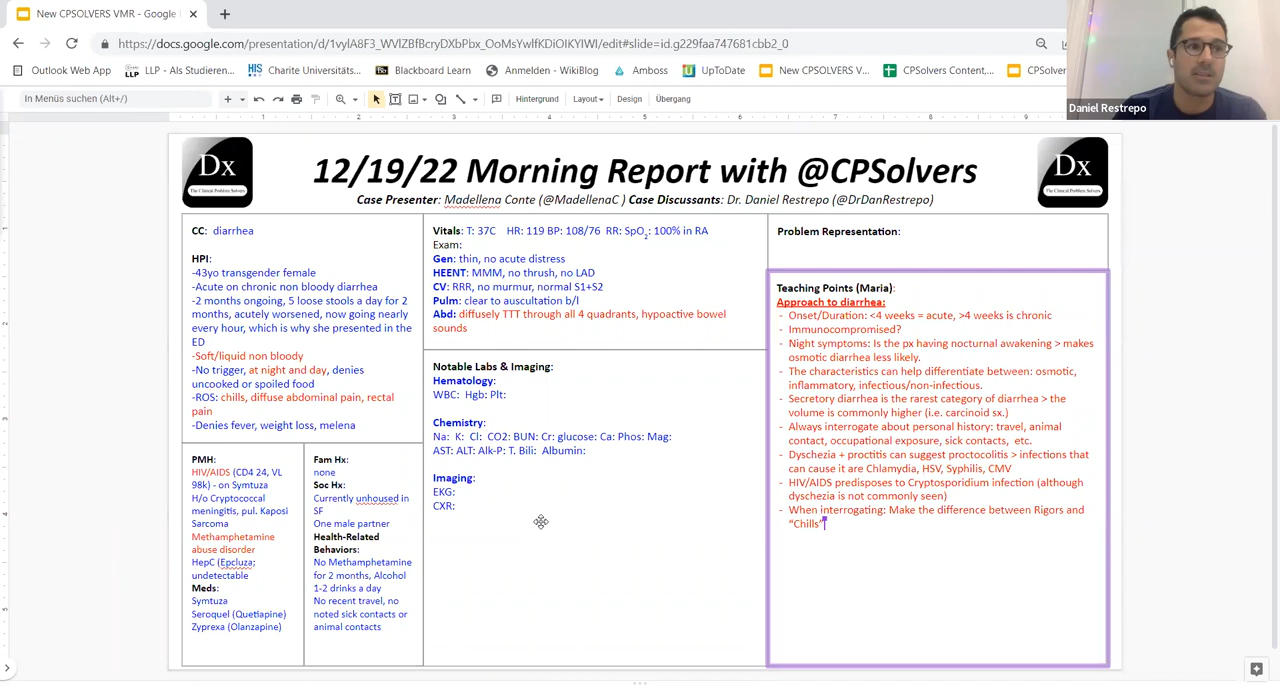 New CPSOLVERS VMR - Google
https://docs.google.com/presentation/d/1vylA8F3_WVlZBfBcryDXbPbx_OoMsYwlfKDiOIKYIWI/edit#slide=id.g229faa747681cbb2_0
Outlook Web App
LLP - Als Studieren...
Charite Universitäts...
Blackboard Learn
Anmelden - WikiBlog
Amboss
UpToDate
New CPSOLVERS V...
CPSolvers Content,...
CPSolver
Daniel Restrepo
In Menüs suchen (Alt+/)
Hintergrund
Layout
Design
Übergang
Dx
The Clinical Problem Solvers
12/19/22 Morning Report with @CPSolvers
Case Presenter: Madellena Conte (@MadellenaC ) Case Discussants: Dr. Daniel Restrepo (@DrDanRestrepo)
Dx
The Clinical Problem Solvers
CC: diarrhea
HPI:
-43yo transgender female
-Acute on chronic non bloody diarrhea
-2 months ongoing, 5 loose stools a day for 2
months, acutely worsened, now going nearly
every hour, which is why she presented in the
ED
-Soft/liquid non bloody
-No trigger, at night and day, denies
uncooked or spoiled food
-ROS: chills, diffuse abdominal pain, rectal
pain
-Denies fever, weight loss, melena
PMH:
HIV/AIDS (CD4 24, VL
98k) - on Symtuza
H/o Cryptococcal
meningitis, pul. Kaposi
Sarcoma
Methamphetamine
abuse disorder
HepC (Epcluza;
undetectable
Meds:
Symtuza
Seroquel (Quetiapine)
Zyprexa (Olanzapine)
Fam Hx:
none
Soc Hx:
Currently unhoused in
SF
One male partner
Health-Related
Behaviors:
No Methamphetamine
for 2 months, Alcohol
1-2 drinks a day
No recent travel, no
noted sick contacts or
animal contacts
Vitals: T: 37C HR: 119 BP: 108/76 RR: SpO2: 100% in RA
Exam:
Gen: thin, no acute distress
HEENT: MMM, no thrush, no LAD
CV: RRR, no murmur, normal S1+S2
Pulm: clear to auscultation b/l
Abd: diffusely TTT through all 4 quadrants, hypoactive bowel
sounds
Notable Labs & Imaging:
Hematology:
WBC: Hgb: Plt:
Chemistry:
Na: K: Cl: CO2: BUN: Cr: glucose: Ca: Phos: Mag:
AST: ALT: Alk-P: T. Bili: Albumin:
Imaging:
EKG:
CXR:
Problem Representation:
Teaching Points (Maria):
Approach to diarrhea:
- Onset/Duration: <4 weeks = acute, >4 weeks is chronic
- Immunocompromised?
- Night symptoms: Is the px having nocturnal awakening > makes
osmotic diarrhea less likely.
- The characteristics can help differentiate between: osmotic,
inflammatory, infectious/non-infectious.
- Secretory diarrhea is the rarest category of diarrhea > the
volume is commonly higher (i.e. carcinoid sx.)
- Always interrogate about personal history: travel, animal
contact, occupational exposure, sick contacts, etc.
- Dyschezia + proctitis can suggest proctocolitis > infections that
can cause it are Chlamydia, HSV, Syphilis, CMV
- HIV/AIDS predisposes to Cryptosporidium infection (although
dyschezia is not commonly seen)
- When interrogating: Make the difference between Rigors and
"Chills"